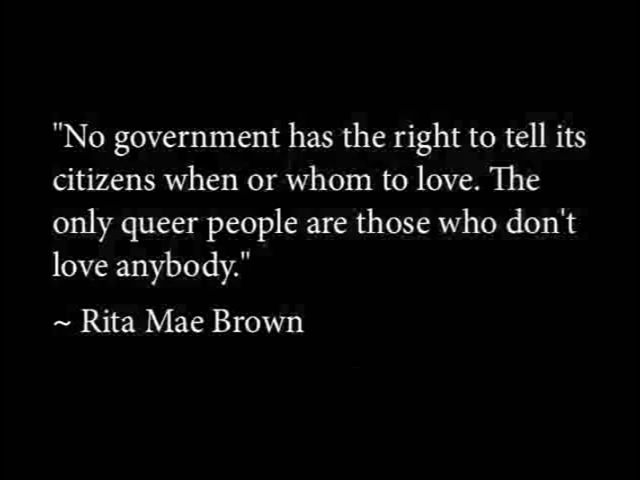 "No government has the right to tell its
citizens when or whom to love. The
only queer people are those who don't
love anybody."
~ Rita Mae Brown